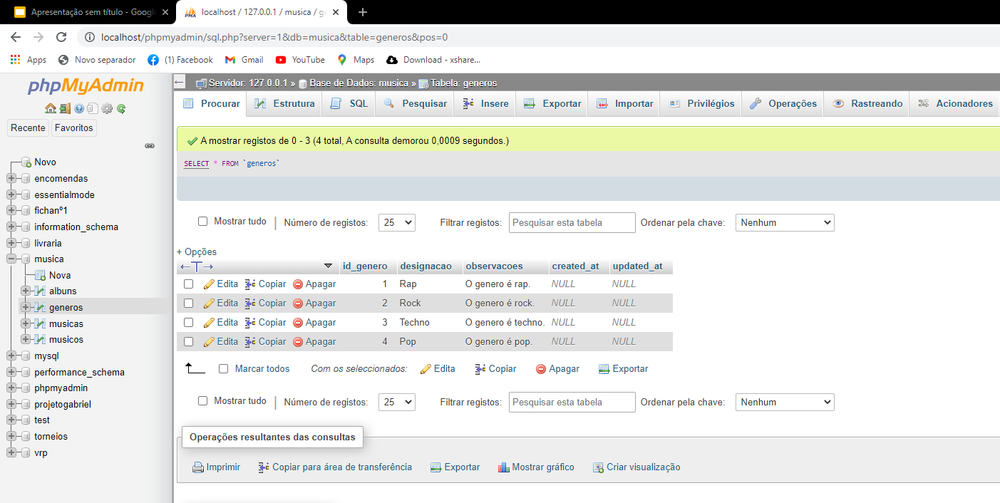 Apresentação sem título - Google
localhost / 127.0.0.1 / musica / ge
localhost/phpmyadmin/sql.php?server=1&db=musica&table=generos&pos=0
Apps Novo separador (1) Facebook Gmail YouTube Maps Download - xshare...
phpMyAdmin
Recente Favoritos
Novo
encomendas
essentialmode
fichanº1
information_schema
livraria
musica
Nova
albuns
generos
musicas
musicos
mysql
performance_schema
phpmyadmin
projetogabriel
test
torneios
vrp
Servidor: 127.0.0.1 » Base de Dados: musica » Tabela: generos
Procurar Estrutura SQL Pesquisar Insere Exportar Importar Privilégios Operações Rastreando Acionadores
A mostrar registos de 0 - 3 (4 total, A consulta demorou 0,0009 segundos.)
SELECT * FROM `generos`
Mostrar tudo | Número de registos: 25 Filtrar registos: Pesquisar esta tabela Ordenar pela chave: Nenhum
+ Opções
←T→ id_genero designacao observacoes created_at updated_at
Edita Copiar Apagar 1 Rap O genero é rap. NULL NULL
Edita Copiar Apagar 2 Rock O genero é rock. NULL NULL
Edita Copiar Apagar 3 Techno O genero é techno. NULL NULL
Edita Copiar Apagar 4 Pop O genero é pop. NULL NULL
Marcar todos Com os seleccionados: Edita Copiar Apagar Exportar
Mostrar tudo | Número de registos: 25 Filtrar registos: Pesquisar esta tabela Ordenar pela chave: Nenhum
Operações resultantes das consultas
Imprimir Copiar para área de transferência Exportar Mostrar gráfico Criar visualização